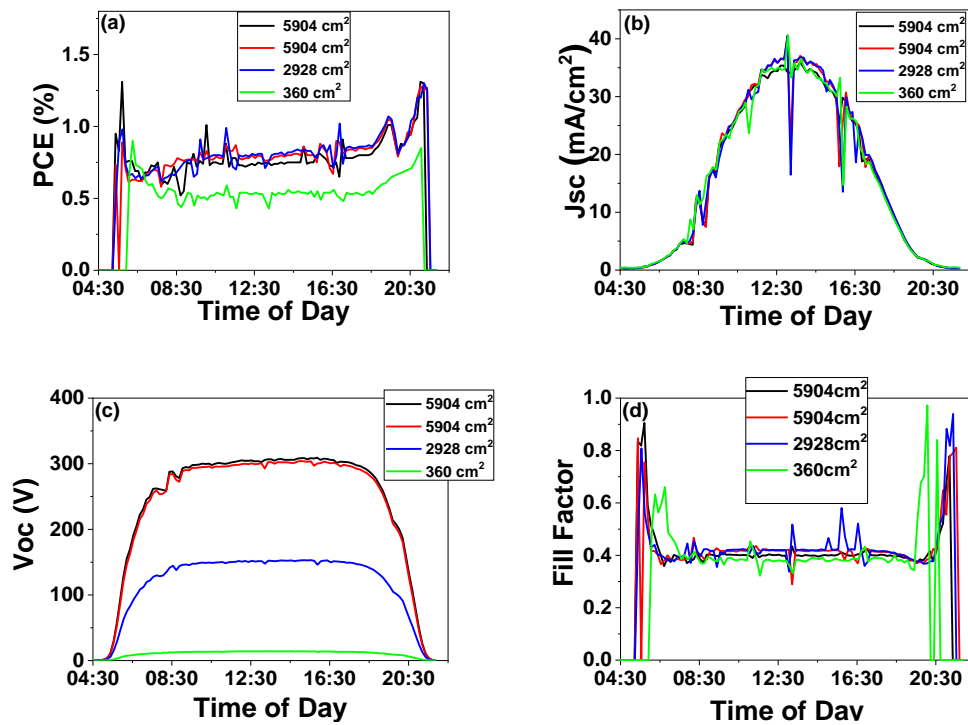 (a)
5904 cm²
5904 cm²
2928 cm²
360 cm²
PCE (%)
1.5
1.0
0.5
0.0
04:30 08:30 12:30 16:30 20:30
Time of Day
(b)
5904 cm²
5904 cm²
2928 cm²
360 cm²
Jsc (mA/cm²)
40
30
20
10
0
04:30 08:30 12:30 16:30 20:30
Time of Day
(c)
5904 cm²
5904 cm²
2928 cm²
360 cm²
Voc (V)
400
300
200
100
0
04:30 08:30 12:30 16:30 20:30
Time of Day
(d)
5904cm²
5904cm²
2928cm²
360cm²
Fill Factor
1.0
0.8
0.6
0.4
0.2
0.0
04:30 08:30 12:30 16:30 20:30
Time of Day